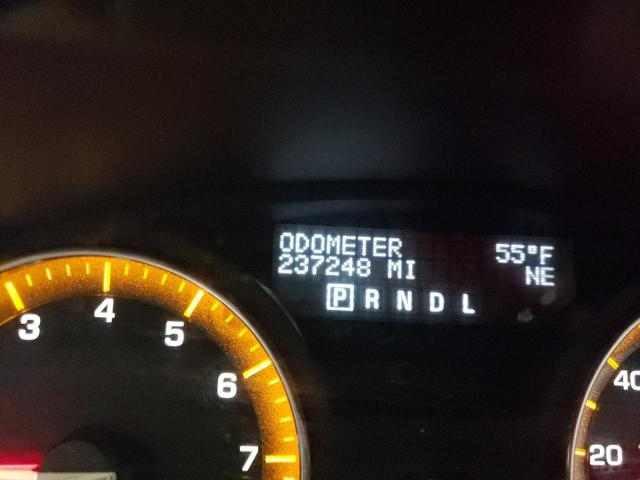 ODOMETER 55°F
237248 MI NE
P R N D L
3 4 5 6 7
40
20